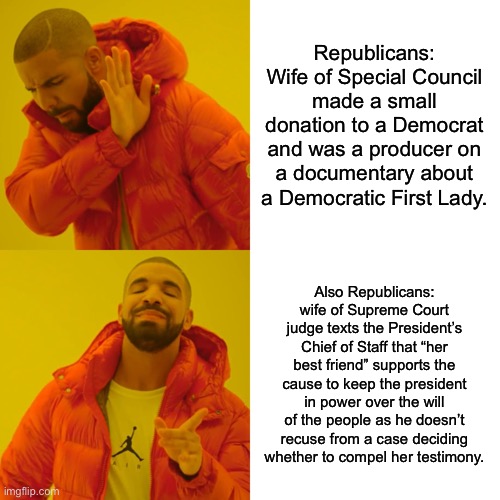 Republicans:
Wife of Special Council
made a small
donation to a Democrat
and was a producer on
a documentary about
a Democratic First Lady.
Also Republicans:
wife of Supreme Court
judge texts the President’s
Chief of Staff that “her
best friend” supports the
cause to keep the president
in power over the will
of the people as he doesn’t
recuse from a case deciding
whether to compel her testimony.
AIR
imgflip.com